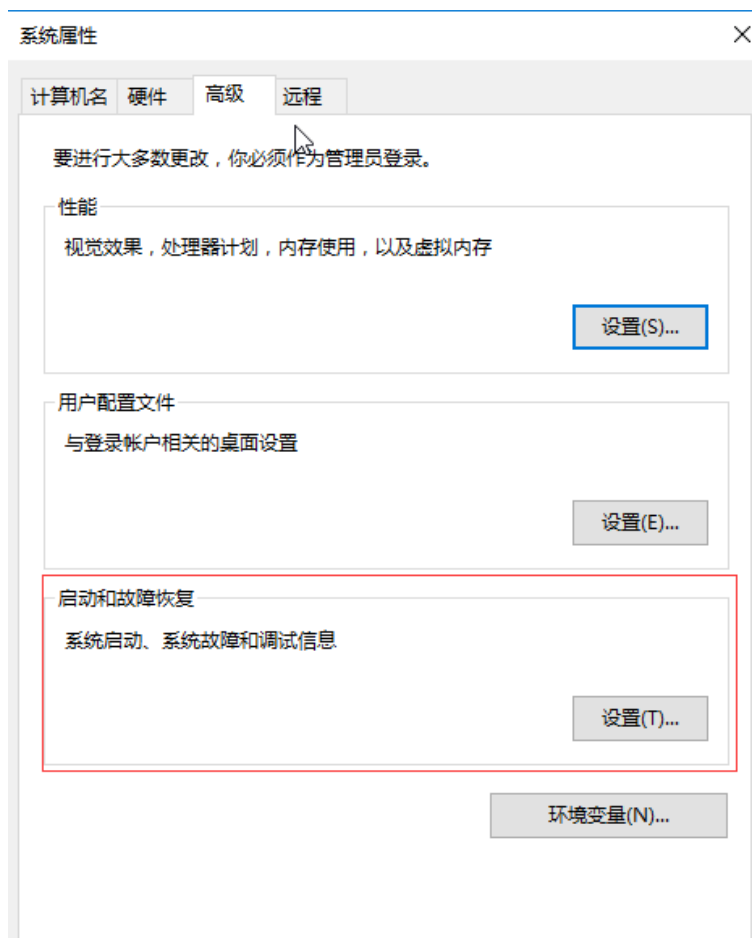 系统属性
计算机名 硬件 高级 远程
要进行大多数更改，你必须作为管理员登录。
性能
视觉效果，处理器计划，内存使用，以及虚拟内存
设置(S)...
用户配置文件
与登录帐户相关的桌面设置
设置(E)...
启动和故障恢复
系统启动、系统故障和调试信息
设置(T)...
环境变量(N)...